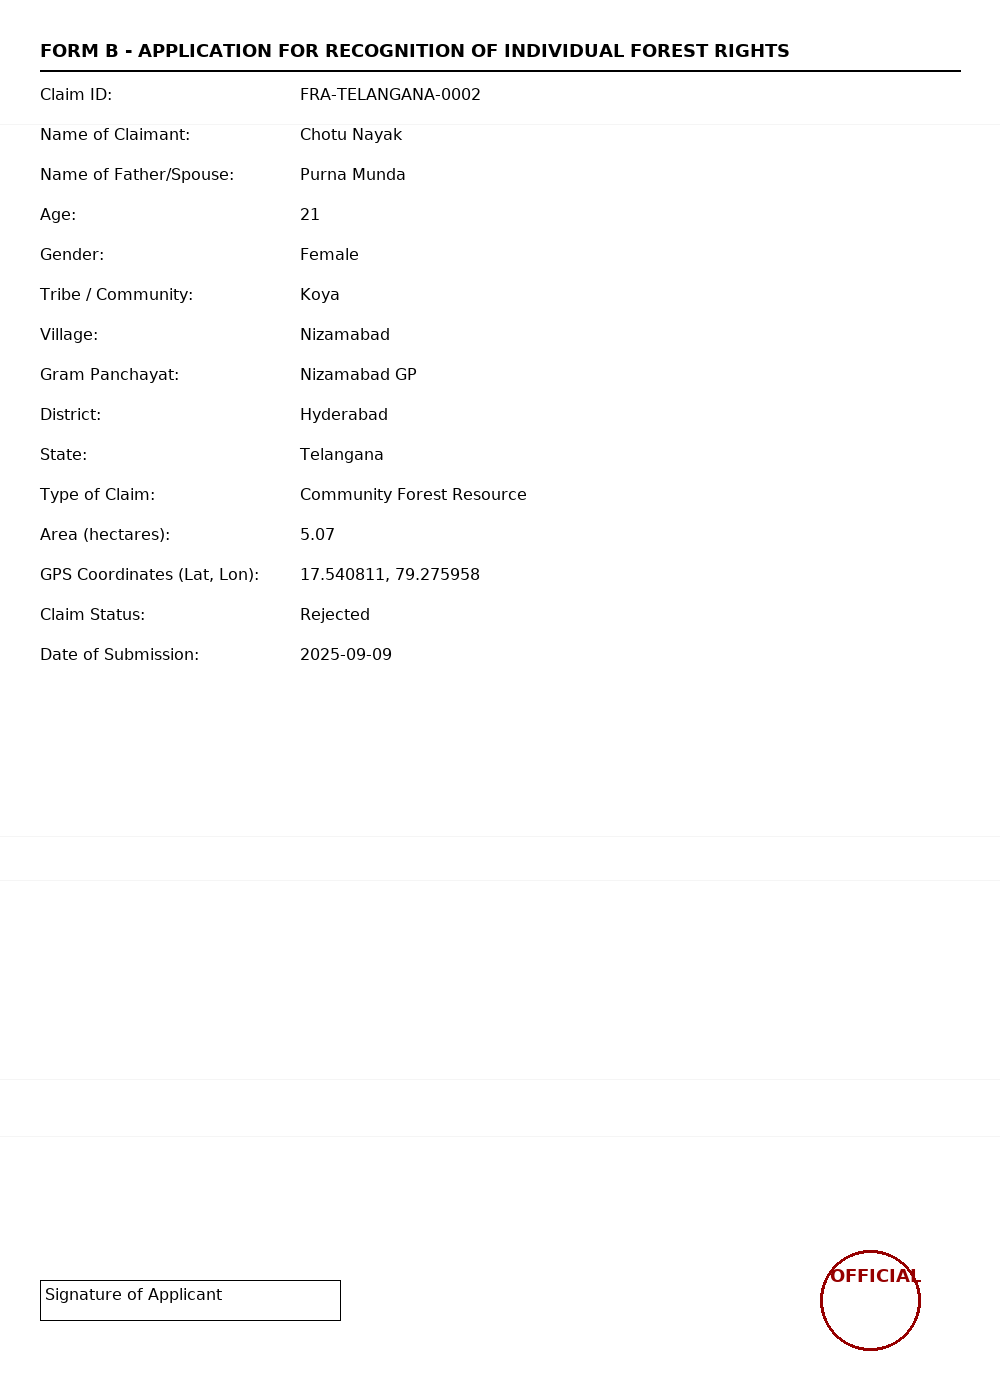 FORM B - APPLICATION FOR RECOGNITION OF INDIVIDUAL FOREST RIGHTS
Claim ID: FRA-TELANGANA-0002
Name of Claimant: Chotu Nayak
Name of Father/Spouse: Purna Munda
Age: 21
Gender: Female
Tribe / Community: Koya
Village: Nizamabad
Gram Panchayat: Nizamabad GP
District: Hyderabad
State: Telangana
Type of Claim: Community Forest Resource
Area (hectares): 5.07
GPS Coordinates (Lat, Lon): 17.540811, 79.275958
Claim Status: Rejected
Date of Submission: 2025-09-09
Signature of Applicant
OFFICIAL